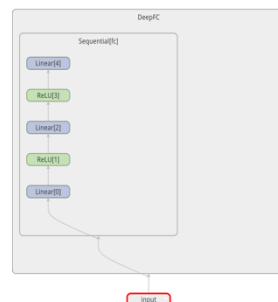 DeepFC
Sequential[fc]
Linear[4]
ReLU[3]
Linear[2]
ReLU[1]
Linear[0]
input